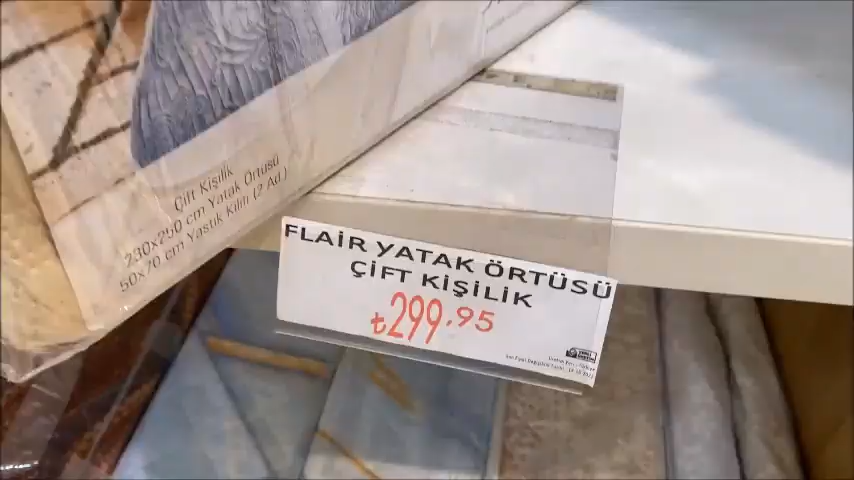 Çift Kişilik
230x250 cm Yatak Örtüsü
50x70 cm Yastık Kılıfı (2 Ad.)
FLAİR YATAK ÖRTÜSÜ
ÇİFT KİŞİLİK
₺299.95